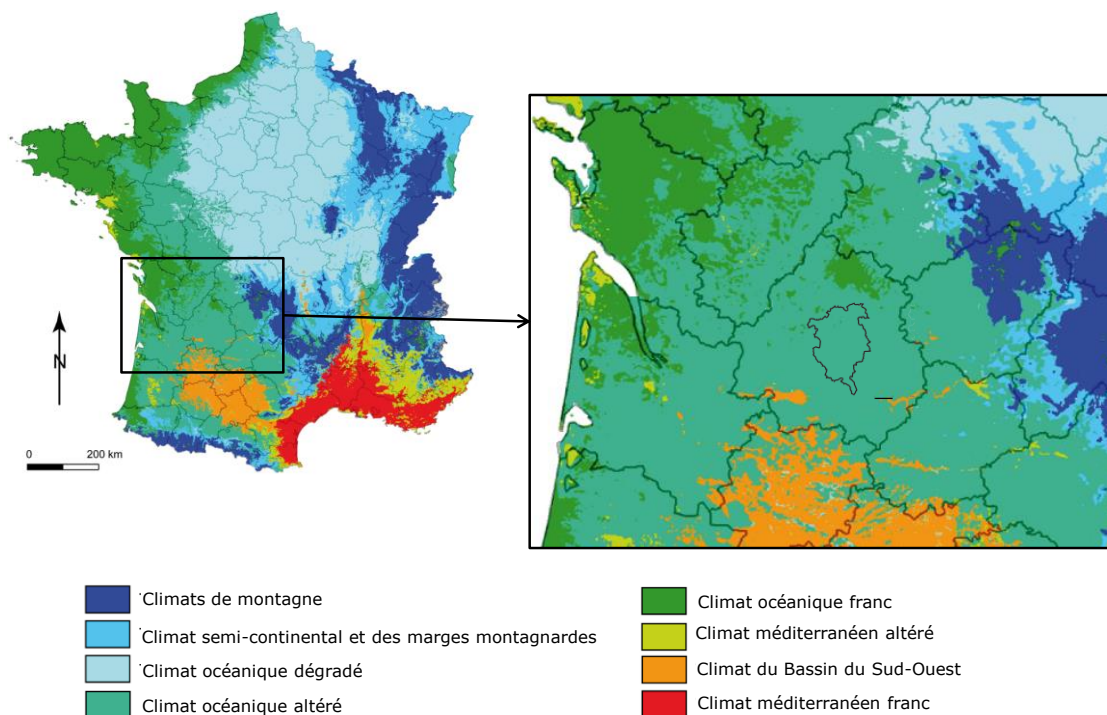 N
0 200 km
Climats de montagne
Climat semi-continental et des marges montagnardes
Climat océanique dégradé
Climat océanique altéré
Climat océanique franc
Climat méditerranéen altéré
Climat du Bassin du Sud-Ouest
Climat méditerranéen franc